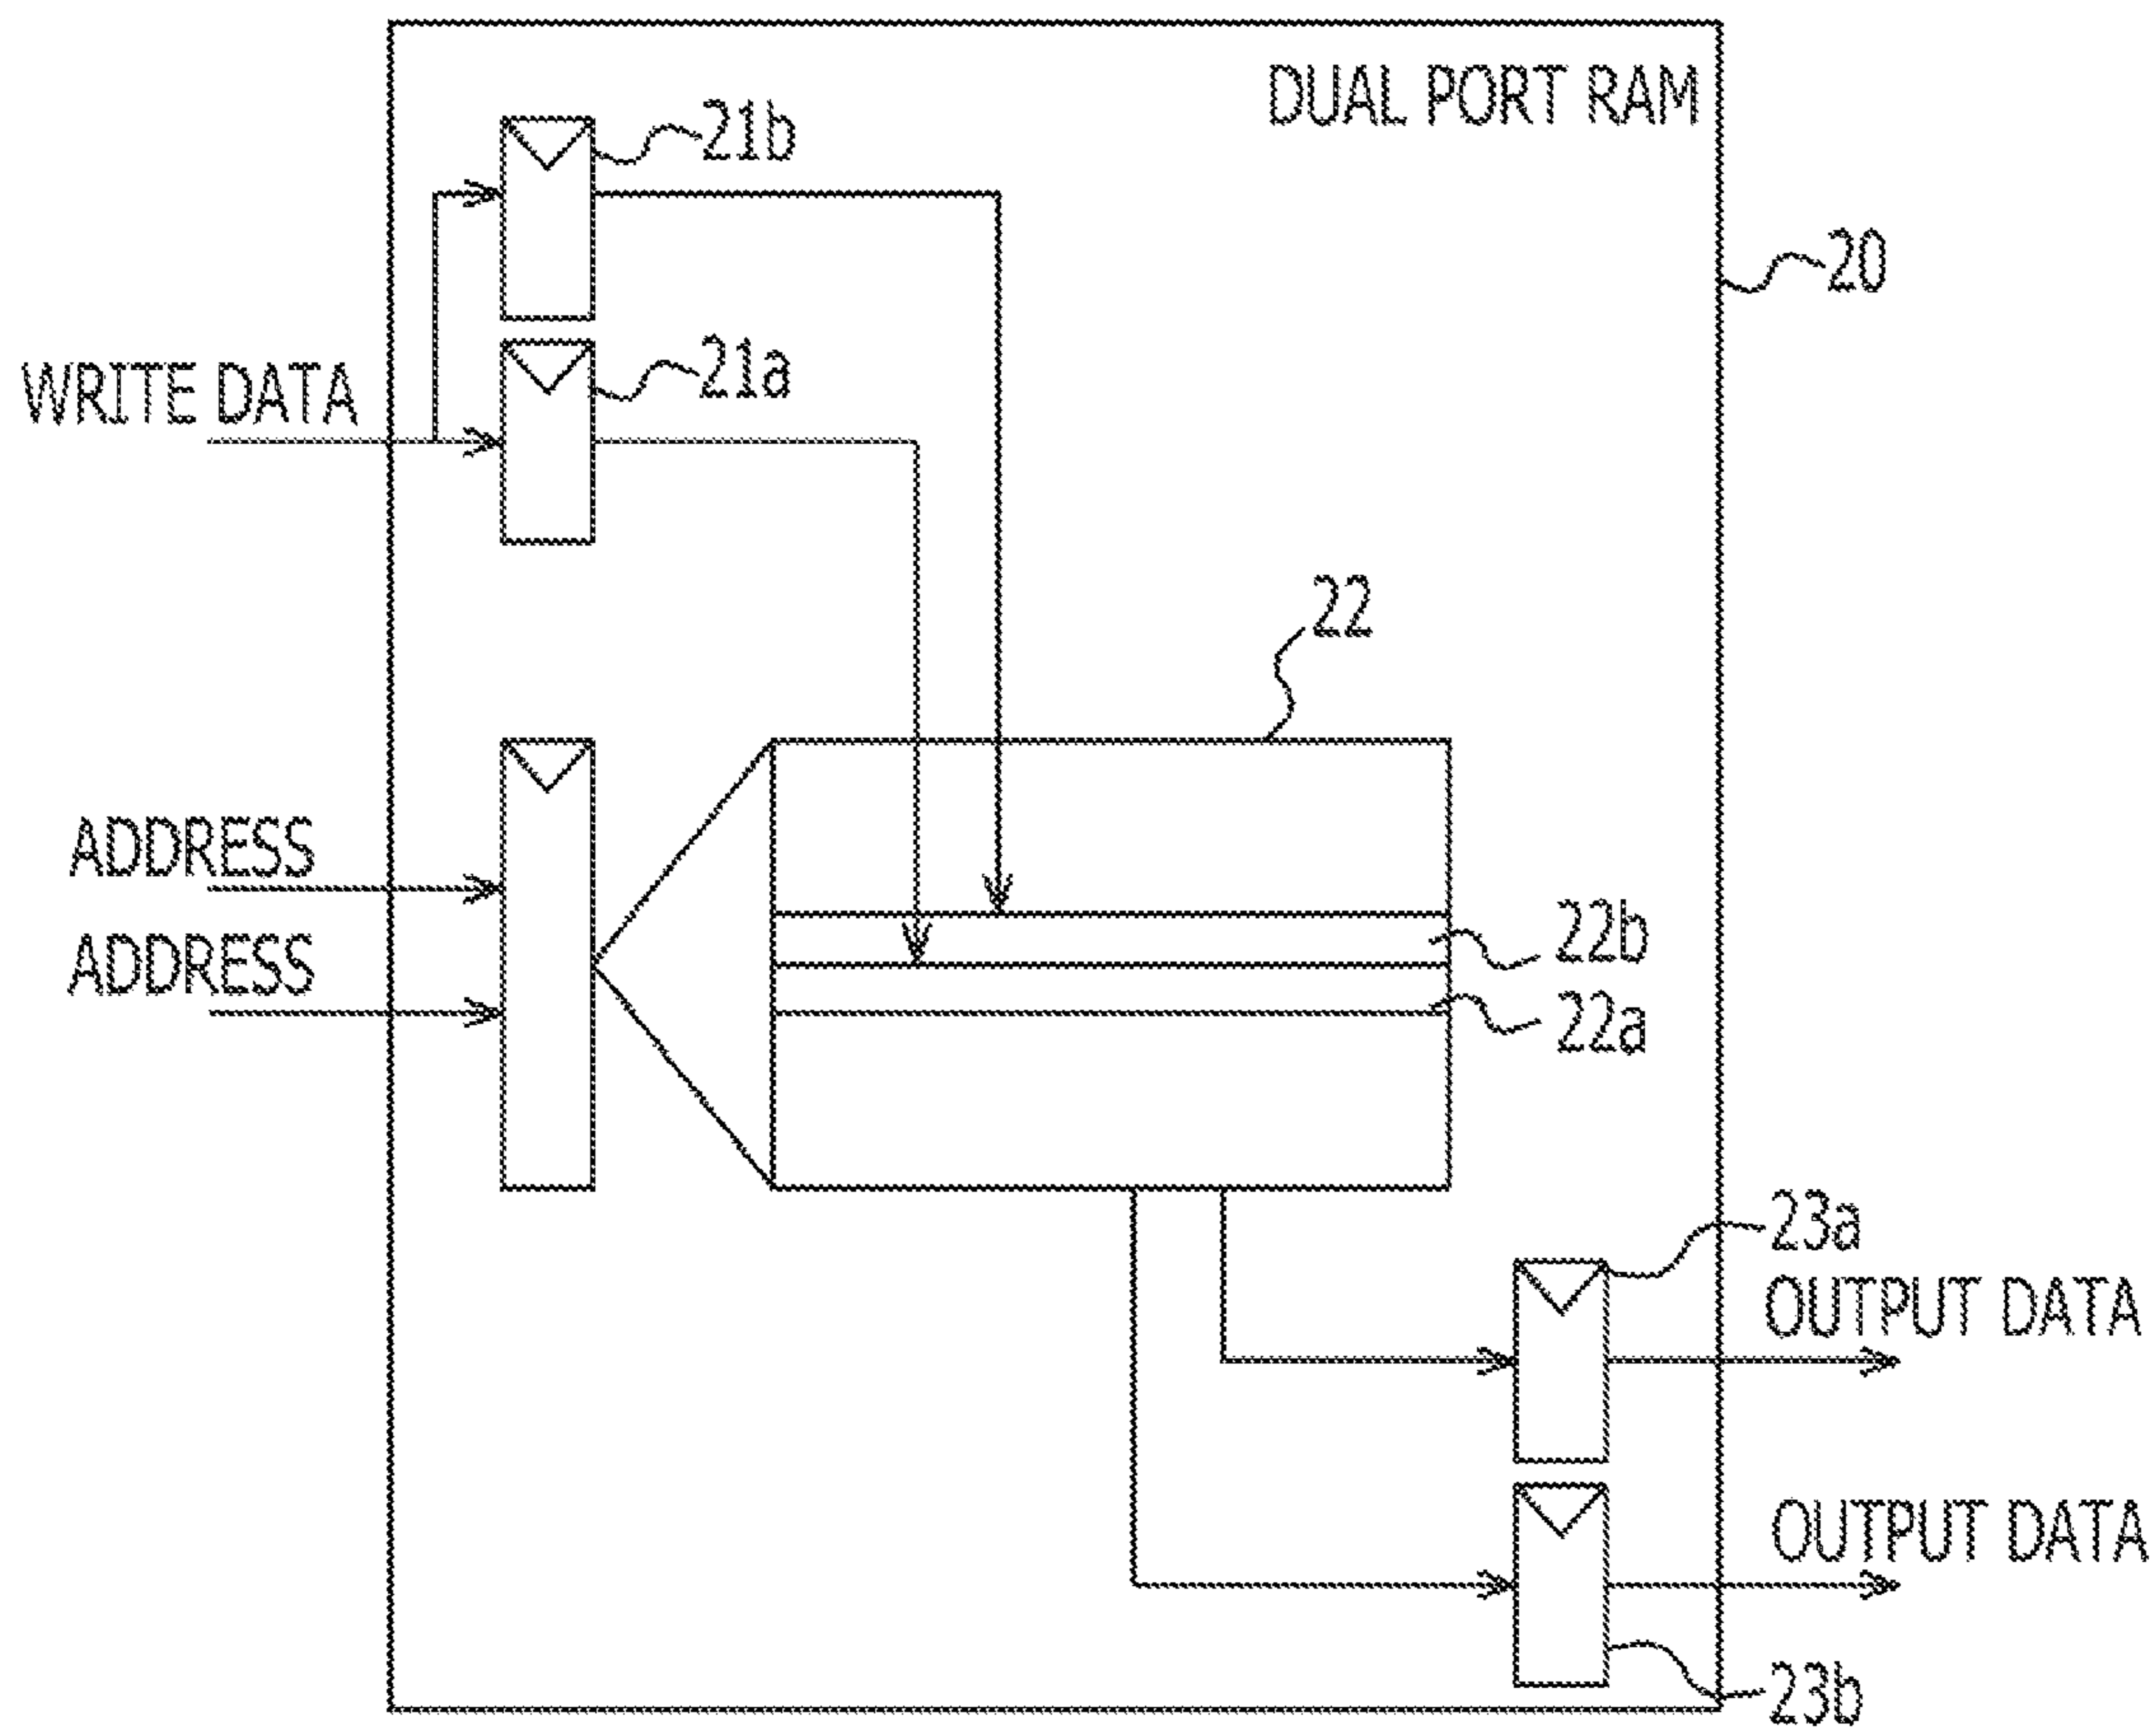 DUAL PORT RAM
21b
20
21a
WRITE DATA
22
ADDRESS
22b
ADDRESS
22a
23a
OUTPUT DATA
OUTPUT DATA
23b